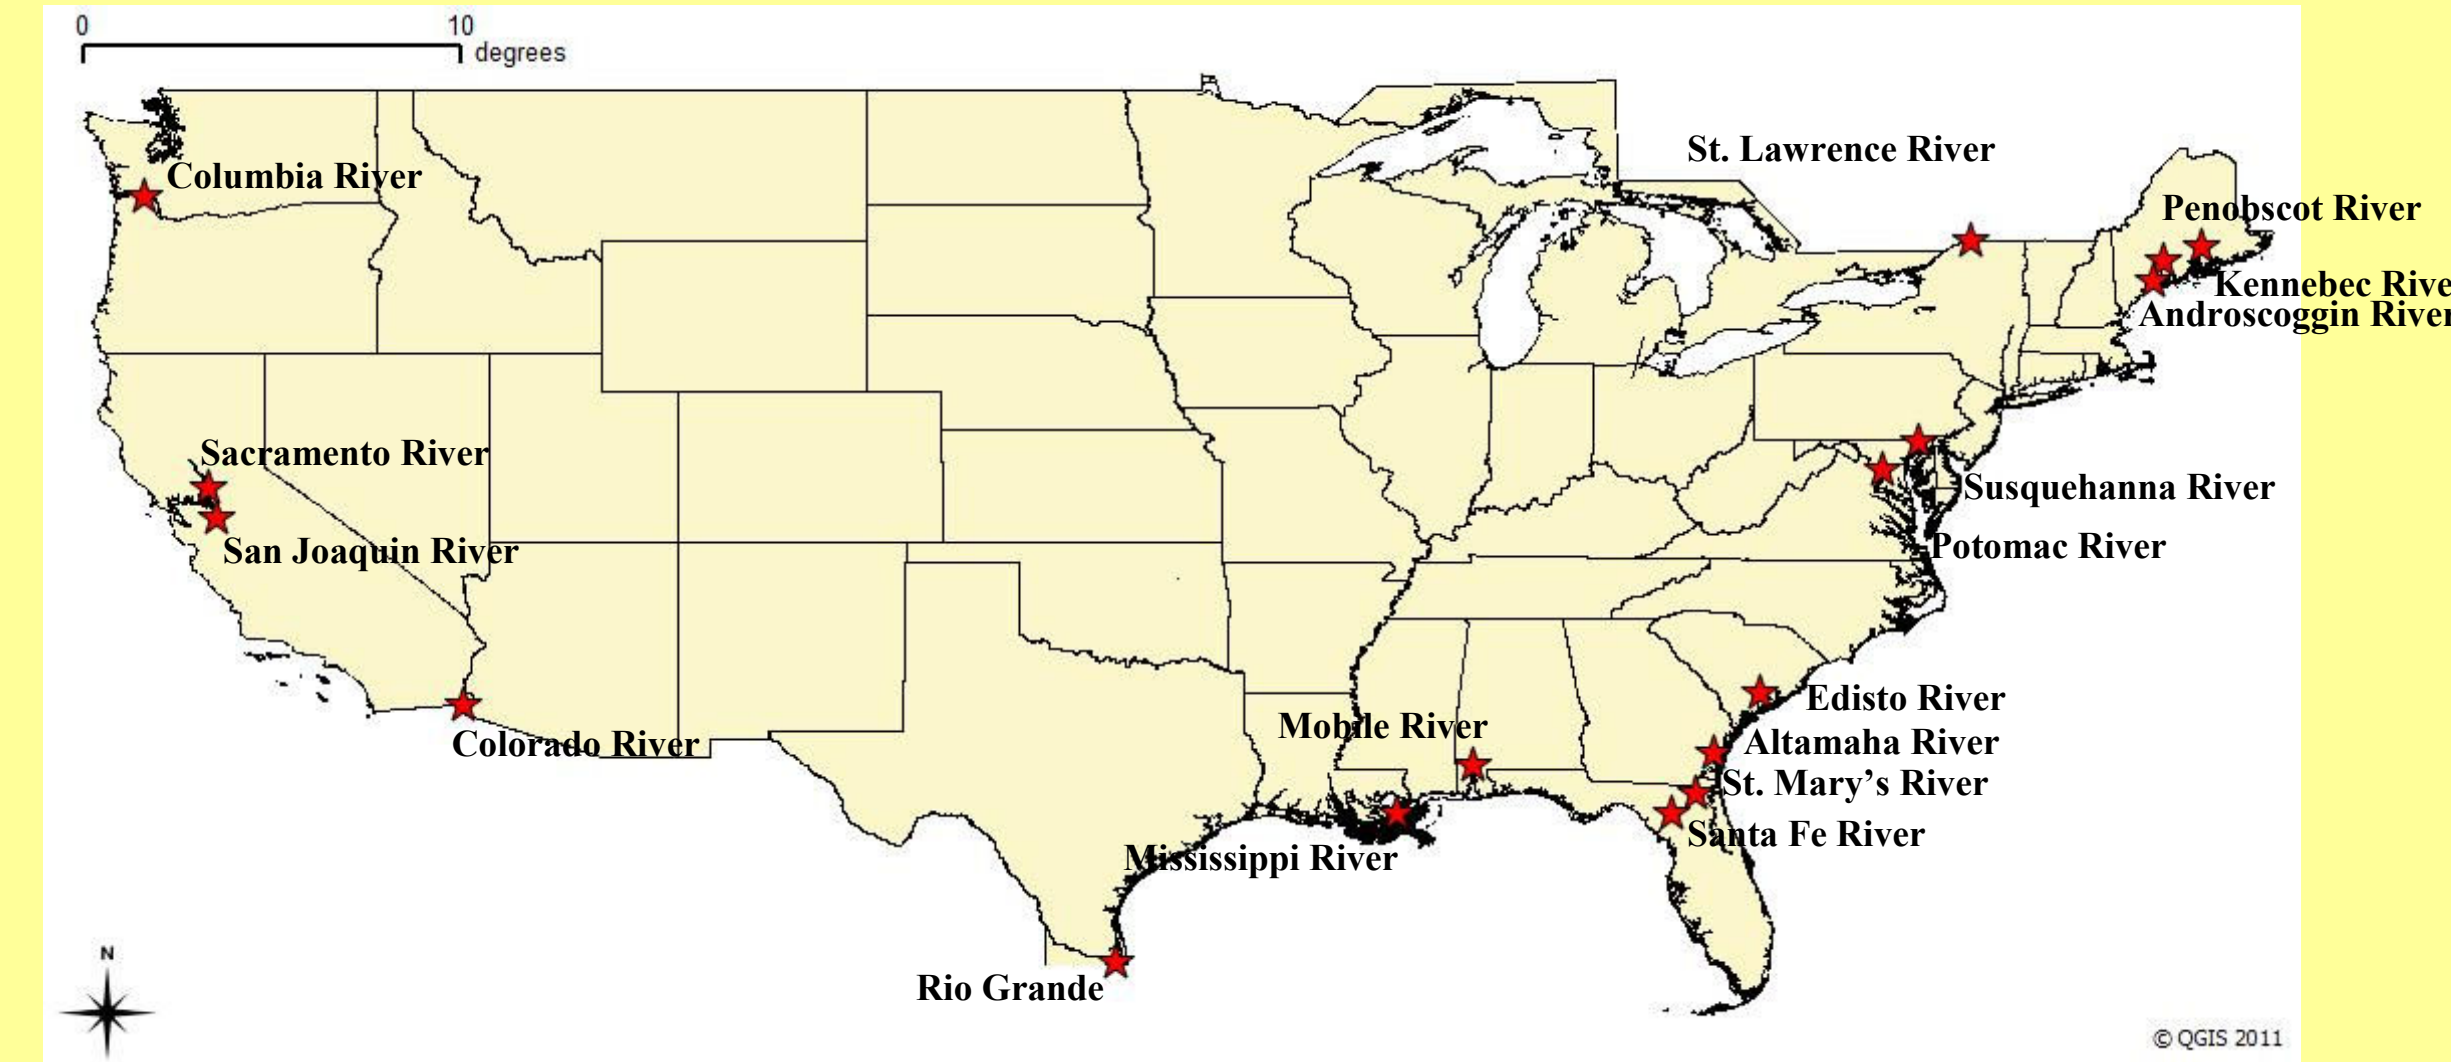 0 10
degrees
St. Lawrence River
Columbia River
Penobscot River
Kennebec Rive
Androscoggin River
Sacramento River
Susquehanna River
San Joaquin River
Potomac River
Edisto River
Mobile River
Altamaha River
Colorado River
St. Mary’s River
Santa Fe River
Mississippi River
N
Rio Grande
© QGIS 2011